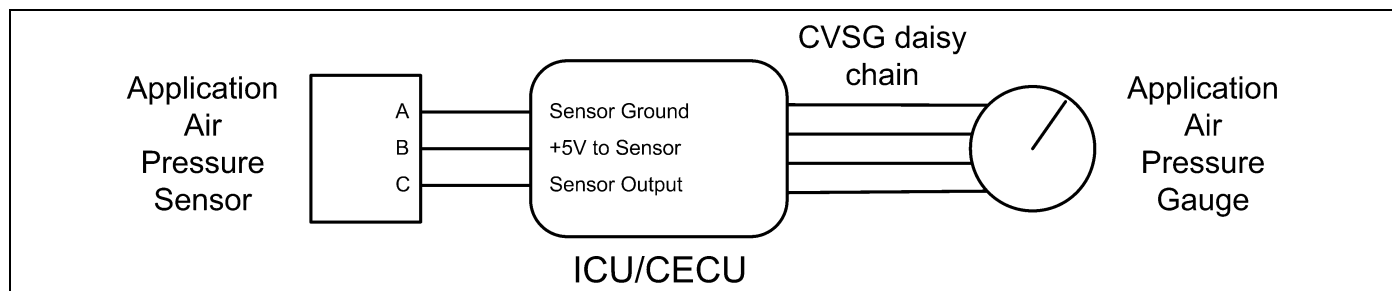 Application
Air
Pressure
Sensor
A
B
C
Sensor Ground
+5V to Sensor
Sensor Output
ICU/CECU
CVSG daisy
chain
Application
Air
Pressure
Gauge